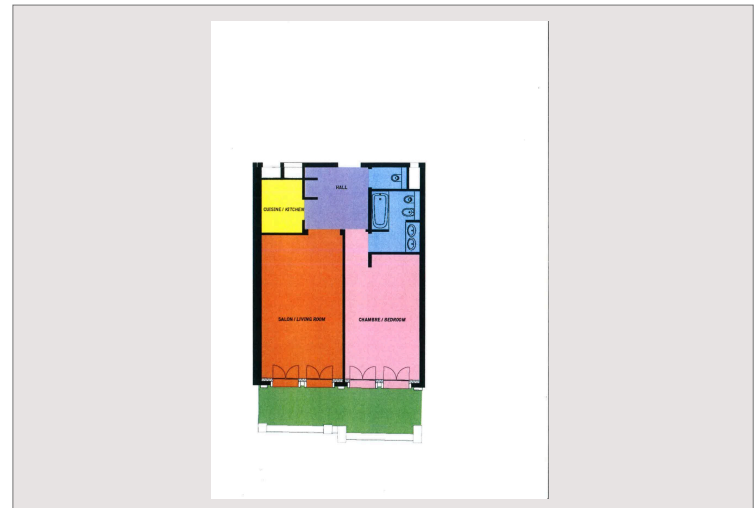 HALL
CUISINE / KITCHEN
SALON / LIVING ROOM
CHAMBRE / BEDROOM